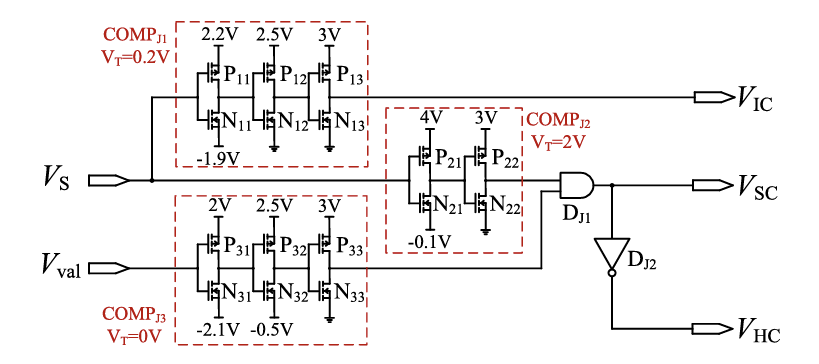 COMPJ1
VT=0.2V
2.2V 2.5V 3V
P11 P12 P13
N11 N12 N13
-1.9V
VIC
4V 3V
COMPJ2
VT=2V
P21 P22
N21 N22
-0.1V
VS
DJ1
VSC
2V 2.5V 3V
P31 P32 P33
N31 N32 N33
-2.1V -0.5V
Vval
COMPJ3
VT=0V
DJ2
VHC